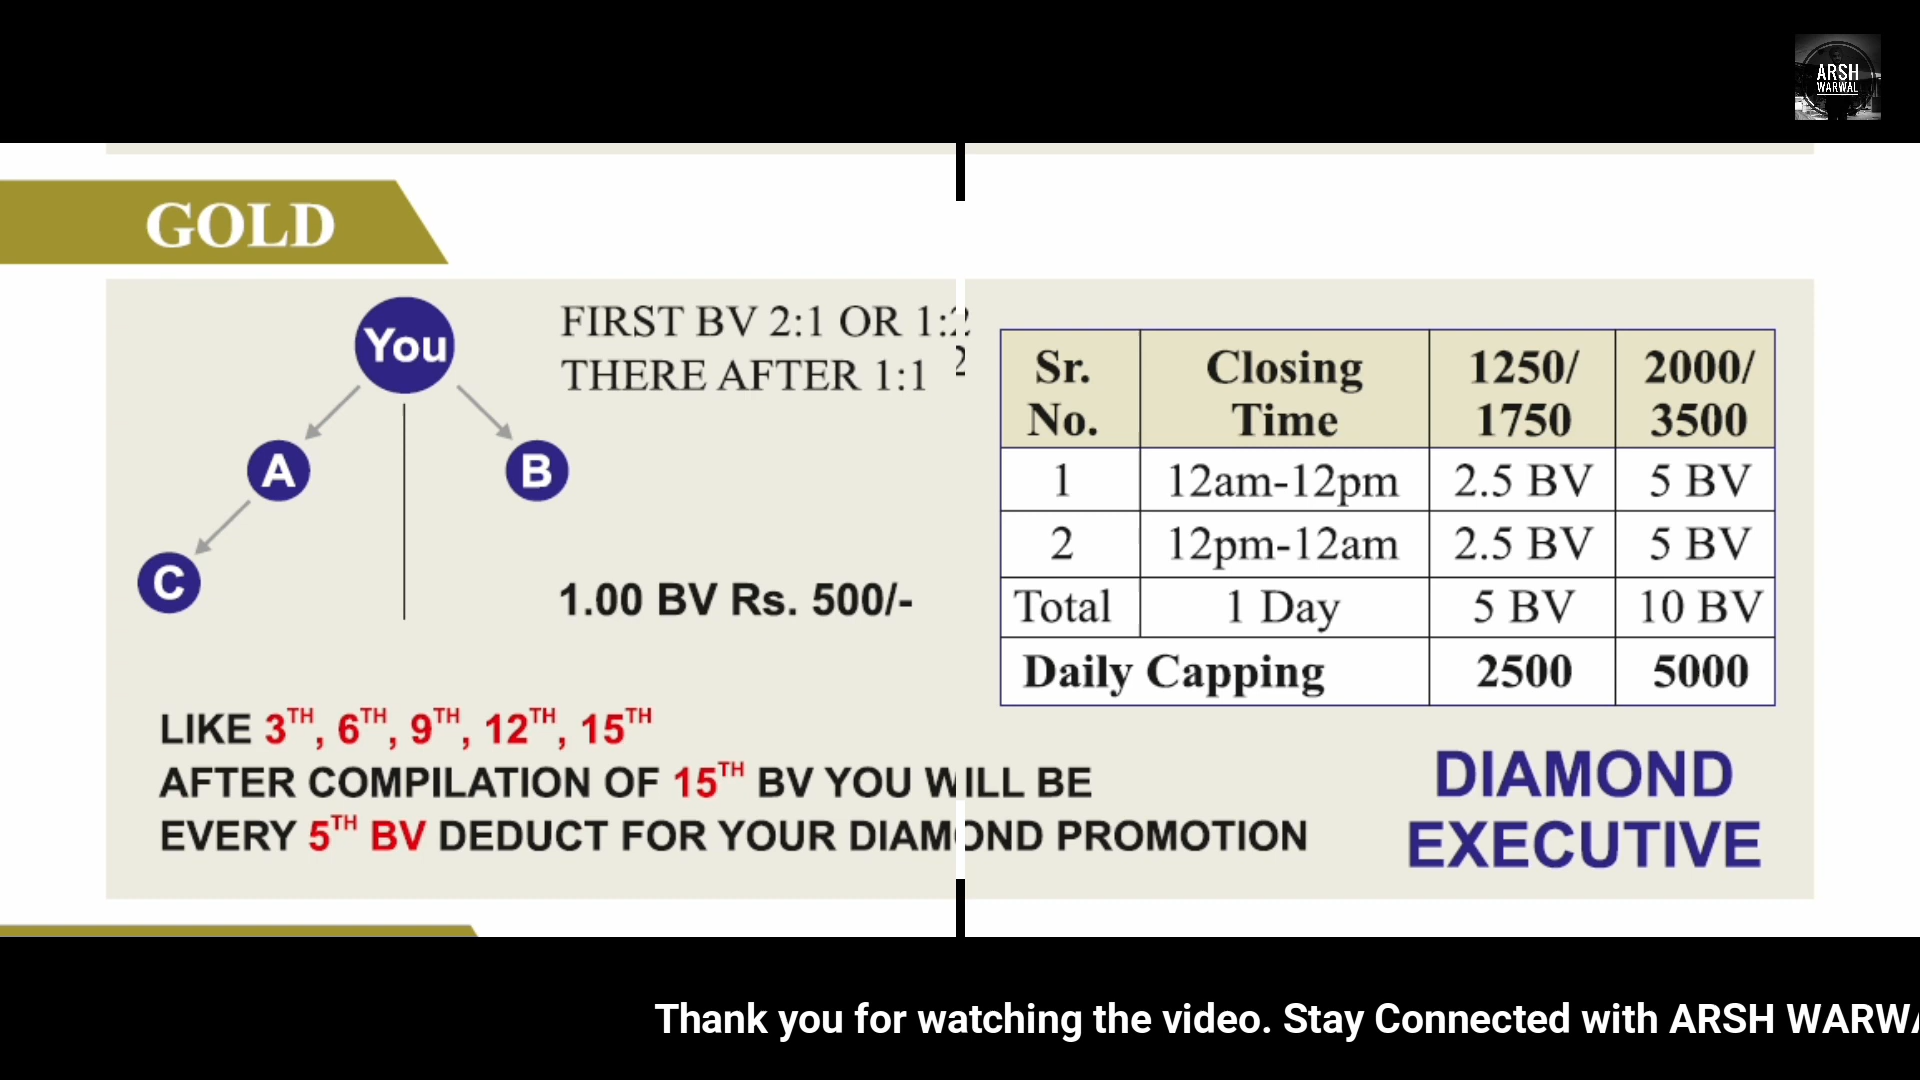 ARSH
WARWAL
GOLD
You
A
B
C
FIRST BV 2:1 OR 1:2
THERE AFTER 1:1
2
1.00 BV Rs. 500/-
Sr. No. Closing Time 1250/ 1750 2000/ 3500
1 12am-12pm 2.5 BV 5 BV
2 12pm-12am 2.5 BV 5 BV
Total 1 Day 5 BV 10 BV
Daily Capping 2500 5000
LIKE 3TH, 6TH, 9TH, 12TH, 15TH
AFTER COMPILATION OF 15TH BV YOU WILL BE
EVERY 5TH BV DEDUCT FOR YOUR DIAMOND PROMOTION
DIAMOND
EXECUTIVE
Thank you for watching the video. Stay Connected with ARSH WARWA